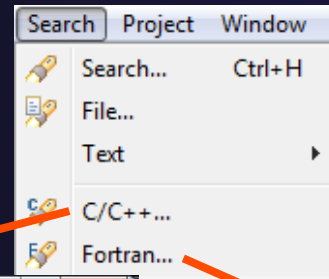 Search Project Window
Search... Ctrl+H
File...
Text
C/C++...
Fortran...